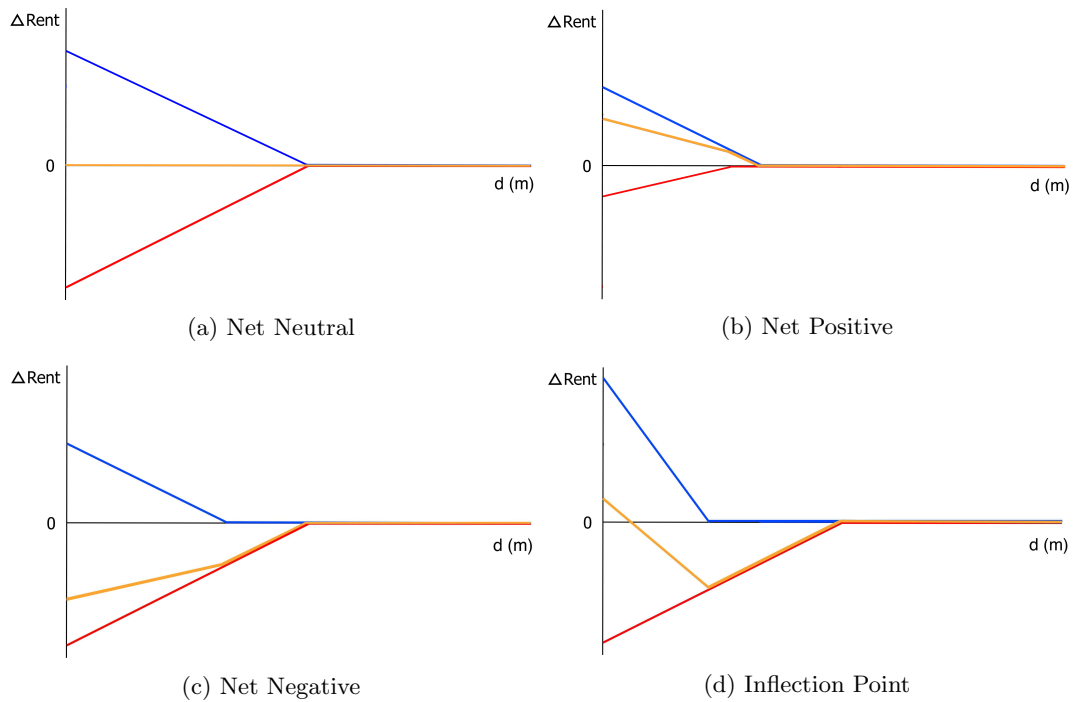 △Rent
0
d (m)
(a) Net Neutral
△Rent
0
d (m)
(b) Net Positive
△Rent
0
d (m)
(c) Net Negative
△Rent
0
d (m)
(d) Inflection Point